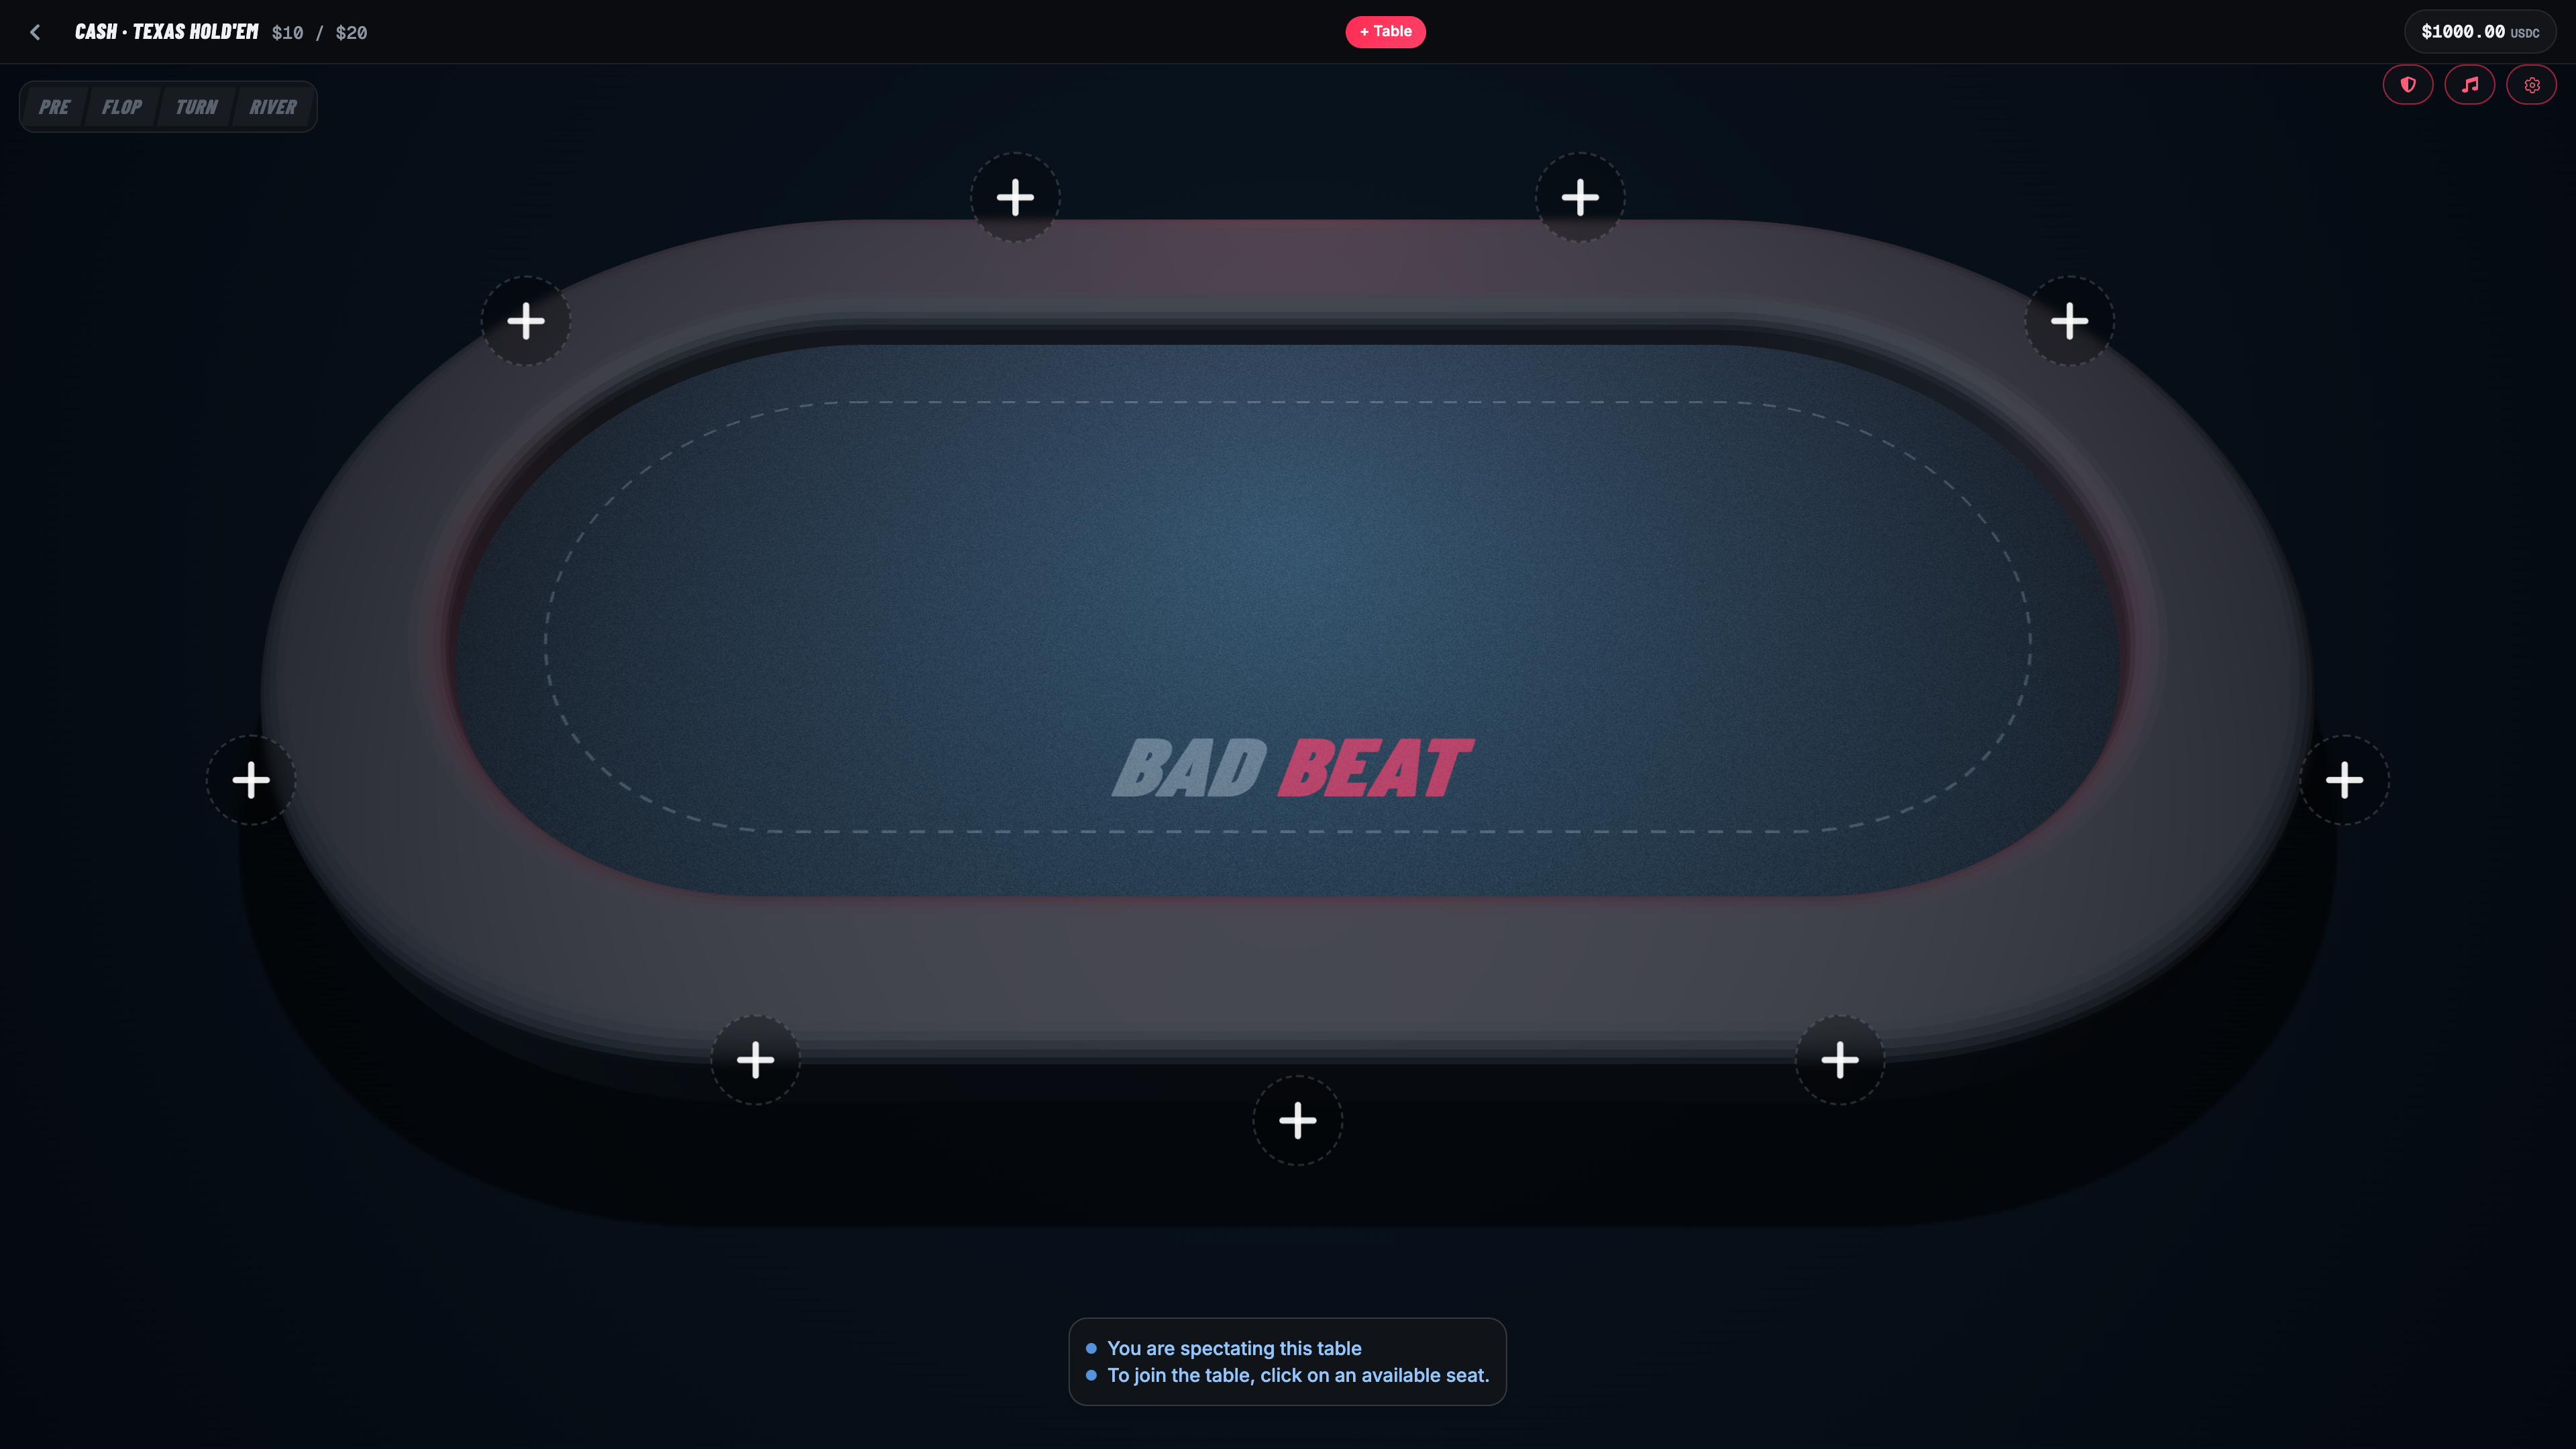 CASH · TEXAS HOLD'EM $10 / $20
+ Table
$1000.00 USDC
PRE FLOP TURN RIVER
BAD BEAT
You are spectating this table
To join the table, click on an available seat.